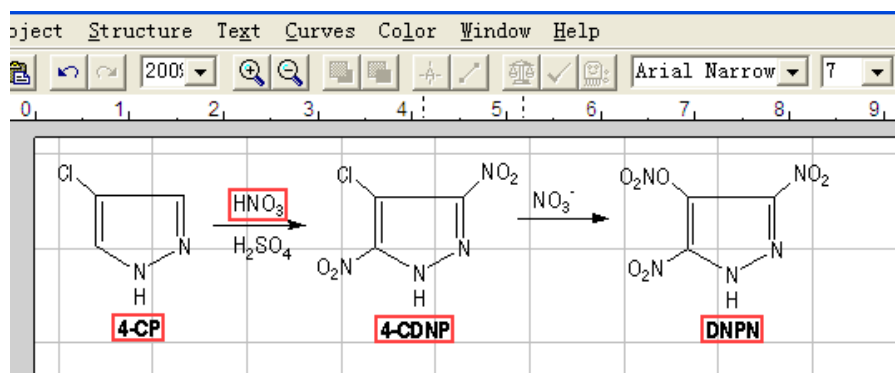 oject Structure Text Curves Color Window Help
200% Arial Narrow 7
0 1 2 3 4 5 6 7 8 9
Cl
N
N
H
4-CP
HNO₃
H₂SO₄
Cl
NO₂
O₂N
N
N
H
4-CDNP
NO₃⁻
O₂NO
NO₂
O₂N
N
N
H
DNPN